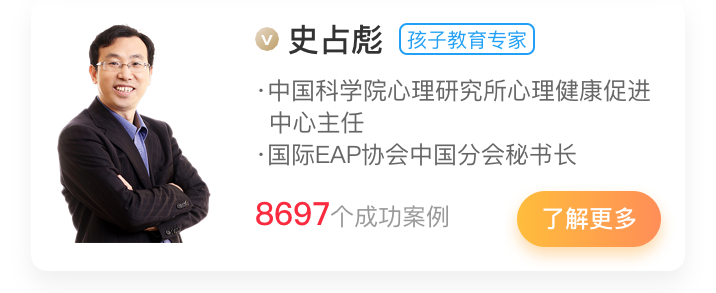 V 史占彪 孩子教育专家
·中国科学院心理研究所心理健康促进
中心主任
·国际EAP协会中国分会秘书长
8697个成功案例 了解更多